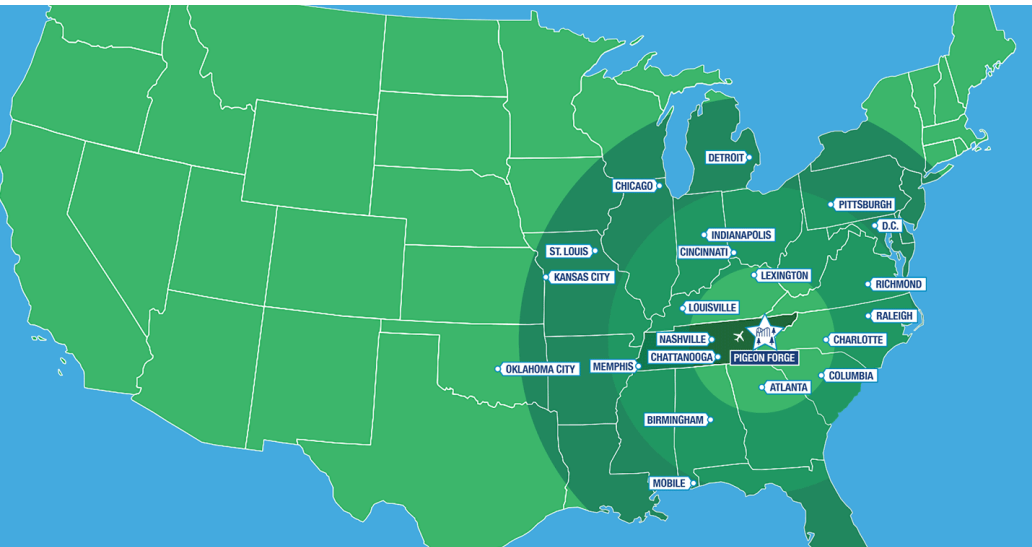 DETROIT
CHICAGO
PITTSBURGH
D.C.
INDIANAPOLIS
ST. LOUIS
CINCINNATI
KANSAS CITY
LEXINGTON
RICHMOND
LOUISVILLE
RALEIGH
NASHVILLE
CHARLOTTE
CHATTANOOGA
PIGEON FORGE
MEMPHIS
OKLAHOMA CITY
COLUMBIA
ATLANTA
BIRMINGHAM
MOBILE